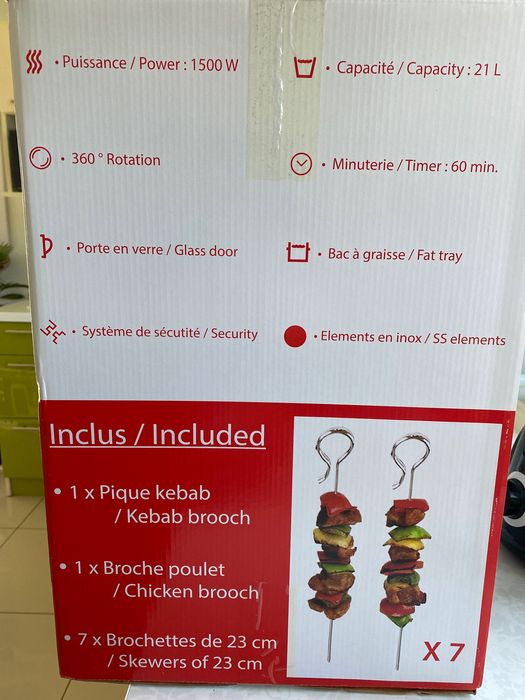 • Puissance / Power : 1500 W
• Capacité / Capacity : 21 L
• 360 ° Rotation
• Minuterie / Timer : 60 min.
• Porte en verre / Glass door
• Bac à graisse / Fat tray
• Système de sécutité / Security
• Elements en inox / SS elements
Inclus / Included
• 1 x Pique kebab
/ Kebab brooch
• 1 x Broche poulet
/ Chicken brooch
• 7 x Brochettes de 23 cm
/ Skewers of 23 cm
X 7